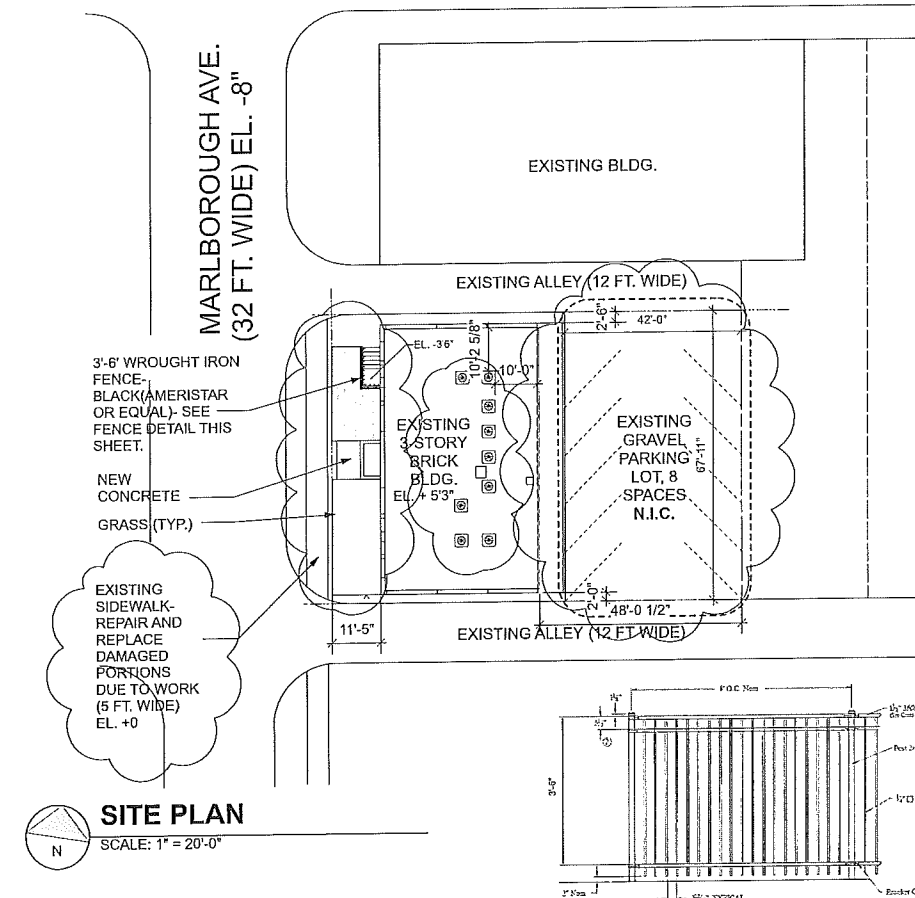 MARLBOROUGH AVE.
(32 FT. WIDE) EL. -8"
EXISTING BLDG.
EXISTING ALLEY (12 FT. WIDE)
2'-6"
42'-0"
EL. -3'6"
10'-2 5/8"
10'-0"
3'-6' WROUGHT IRON
FENCE-
BLACK(AMERISTAR
OR EQUAL)- SEE
FENCE DETAIL THIS
SHEET.
NEW
CONCRETE
GRASS (TYP.)
EXISTING
3-STORY
BRICK
BLDG.
EL. + 5'3"
EXISTING
GRAVEL
PARKING
LOT, 8
SPACES
N.I.C.
67'-11"
EXISTING
SIDEWALK-
REPAIR AND
REPLACE
DAMAGED
PORTIONS
DUE TO WORK
(5 FT. WIDE)
EL. +0
11'-5"
2'-0"
48'-0 1/2"
EXISTING ALLEY (12 FT WIDE)
N
SITE PLAN
SCALE: 1" = 20'-0"
3'-6"
Post